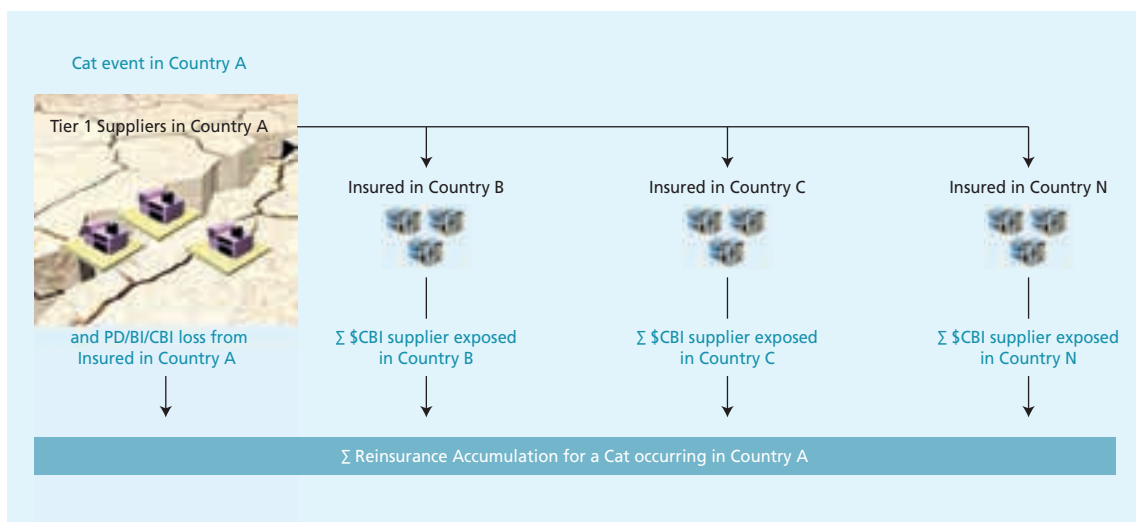 Cat event in Country A
Tier 1 Suppliers in Country A
Insured in Country B
Insured in Country C
Insured in Country N
and PD/BI/CBI loss from
Insured in Country A
∑ $CBI supplier exposed
in Country B
∑ $CBI supplier exposed
in Country C
∑ $CBI supplier exposed
in Country N
∑ Reinsurance Accumulation for a Cat occurring in Country A